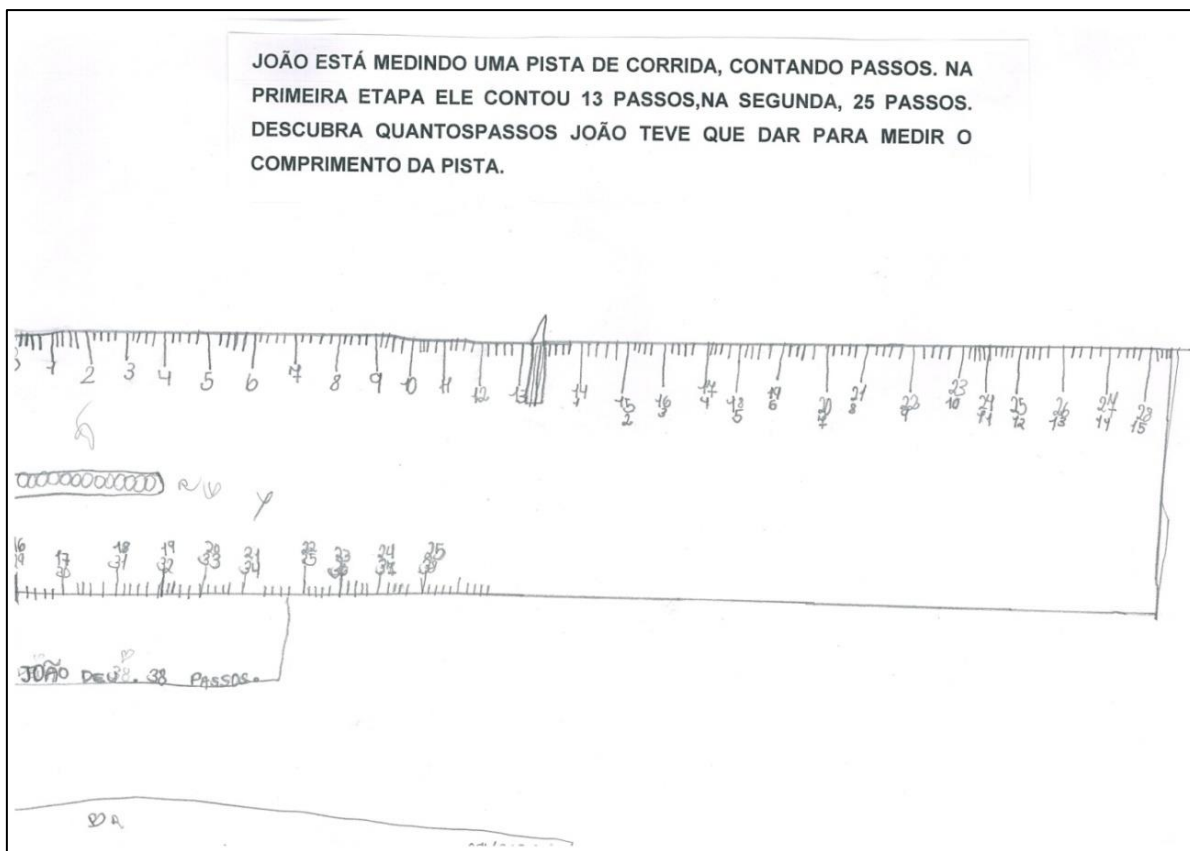 JOÃO ESTÁ MEDINDO UMA PISTA DE CORRIDA, CONTANDO PASSOS. NA
PRIMEIRA ETAPA ELE CONTOU 13 PASSOS,NA SEGUNDA, 25 PASSOS.
DESCUBRA QUANTOSPASSOS JOÃO TEVE QUE DAR PARA MEDIR O
COMPRIMENTO DA PISTA.
1 2 3 4 5 6 7 8 9 10 11 12 13 14 15 16 17 18 19 20 21 22 23 24 25 26 27 28
1 2 3 4 5 6 7 8 9 10 11 12 13 14 15
16 17 18 19 20 21 22 23 24 25
31 32 33 34 37 38
JOÃO DEU. 38 PASSOS.